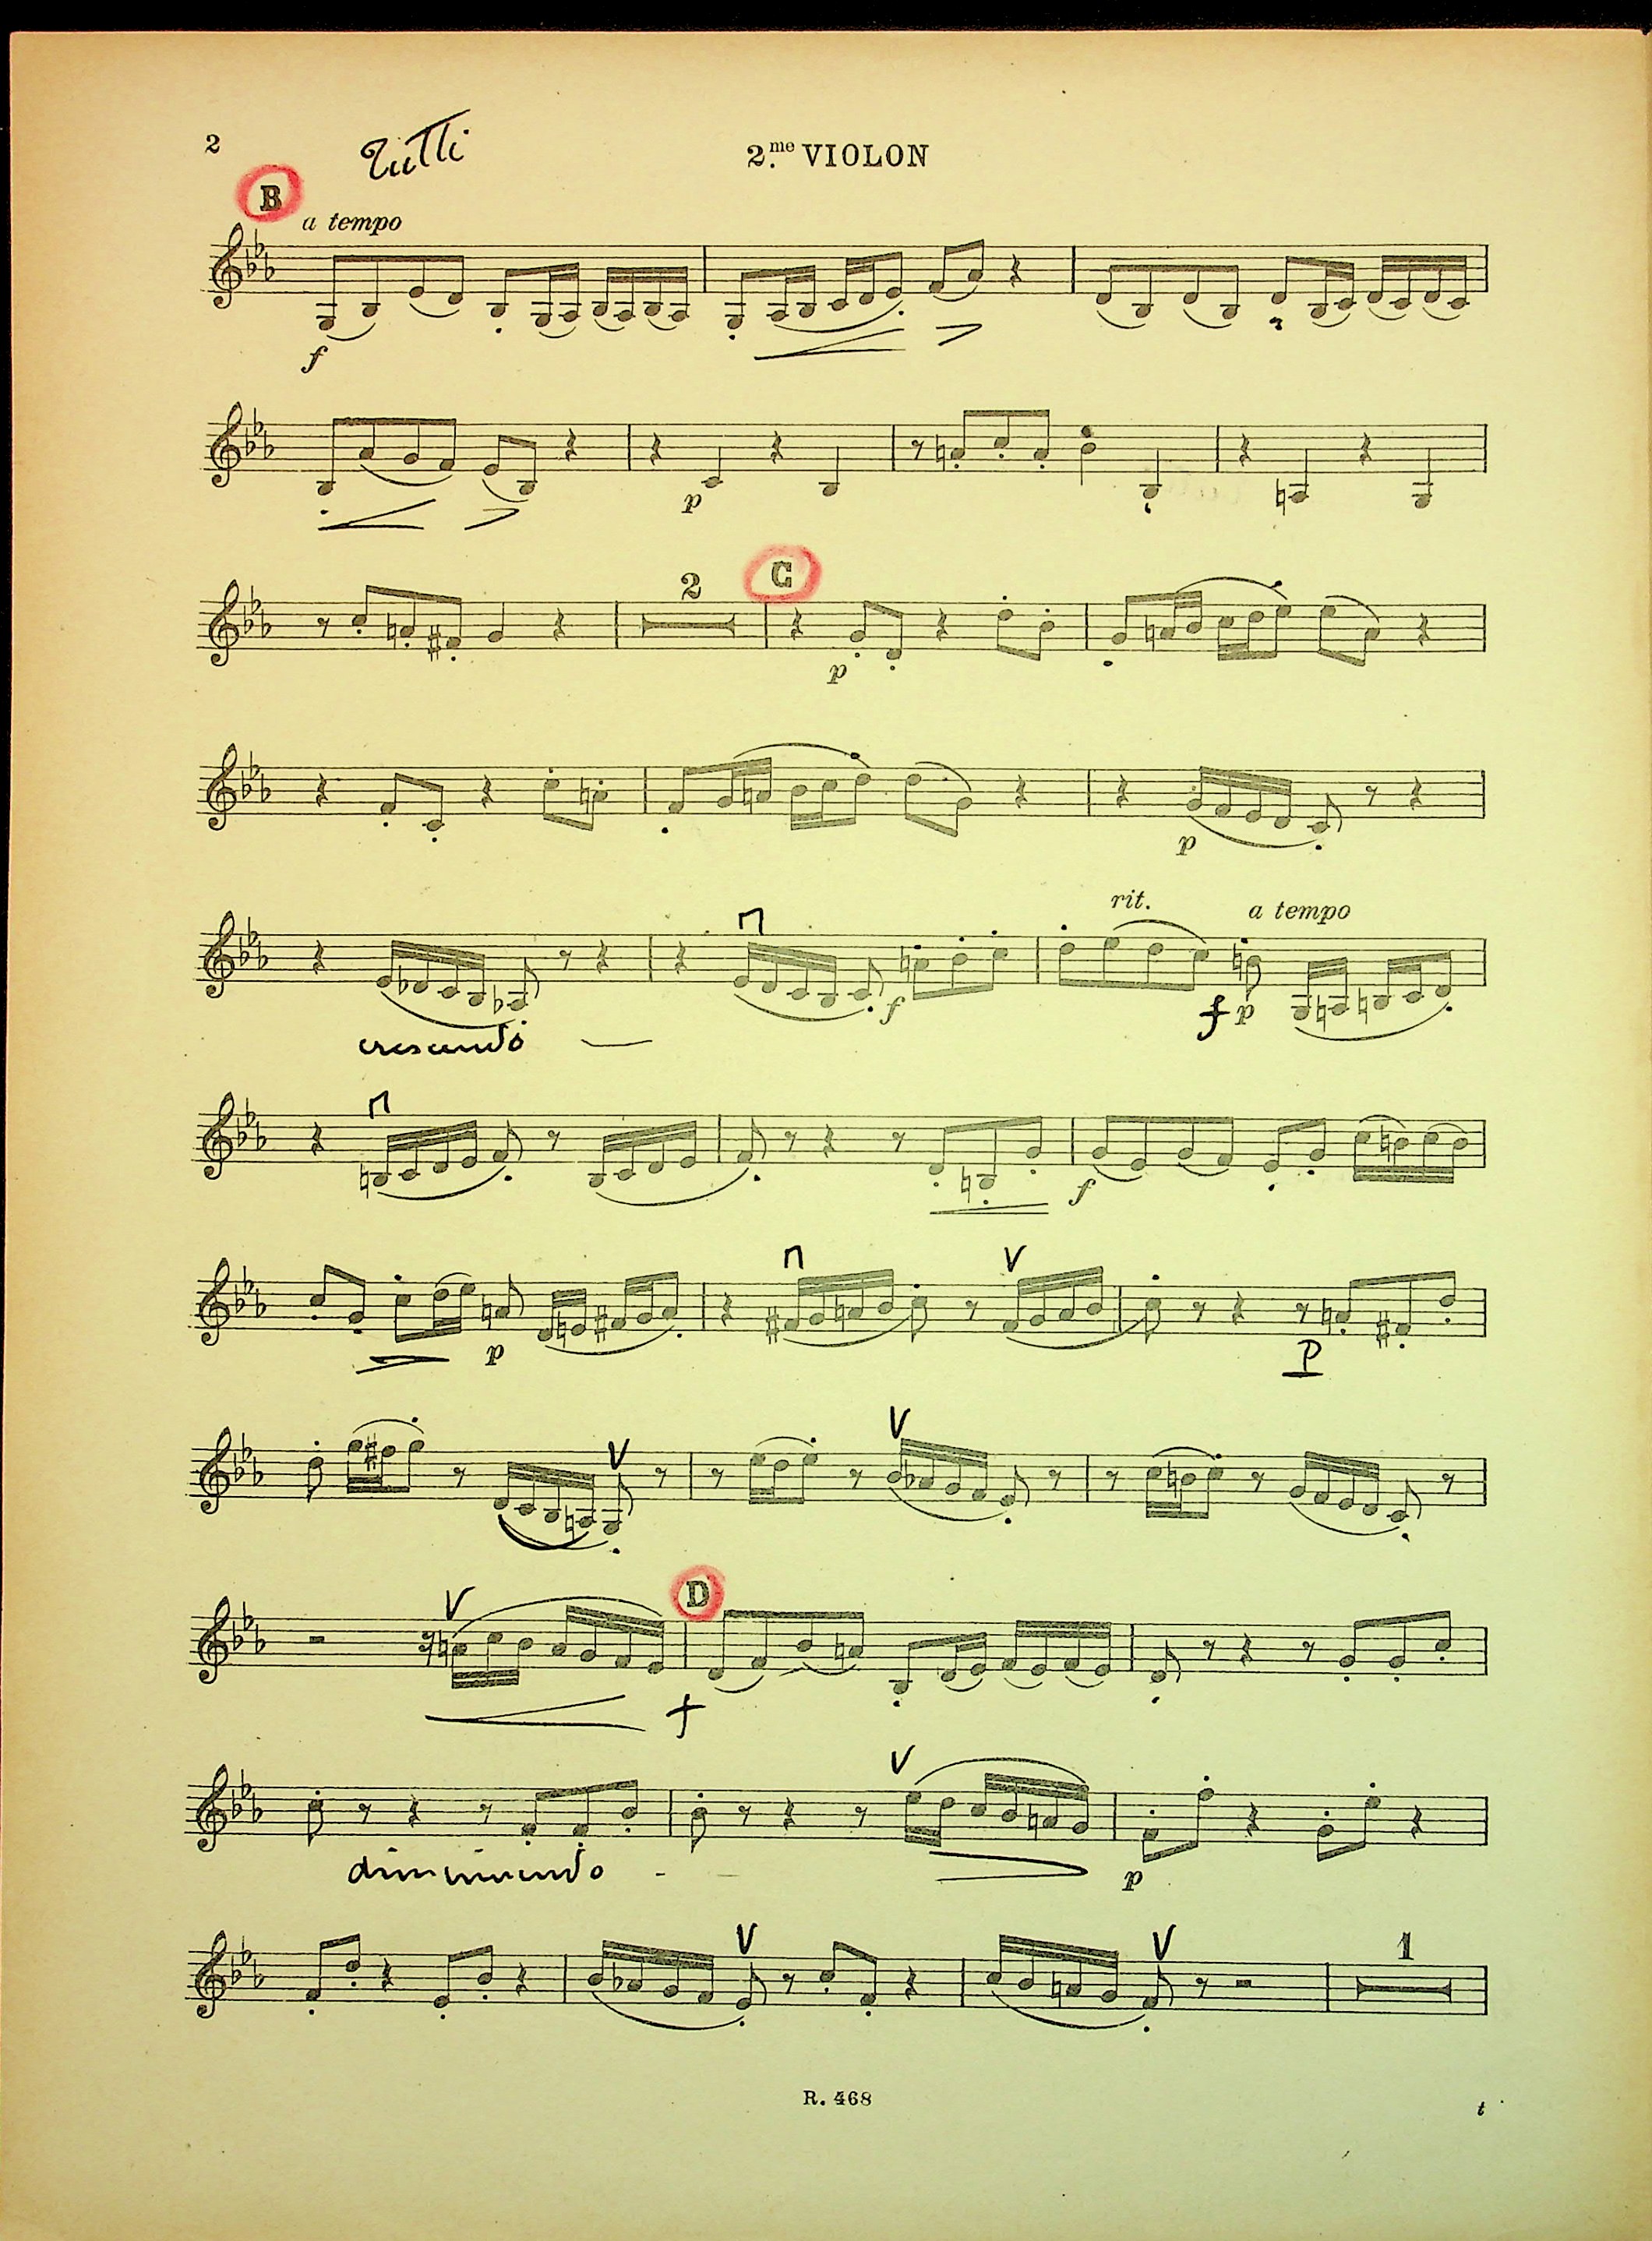 2
Tutti
2.me VIOLON
B
a tempo
f
p
2
C
p
p
rit.
a tempo
f
f p
crescendo
f
p
P
D
f
diminuendo
p
1
R. 468
t